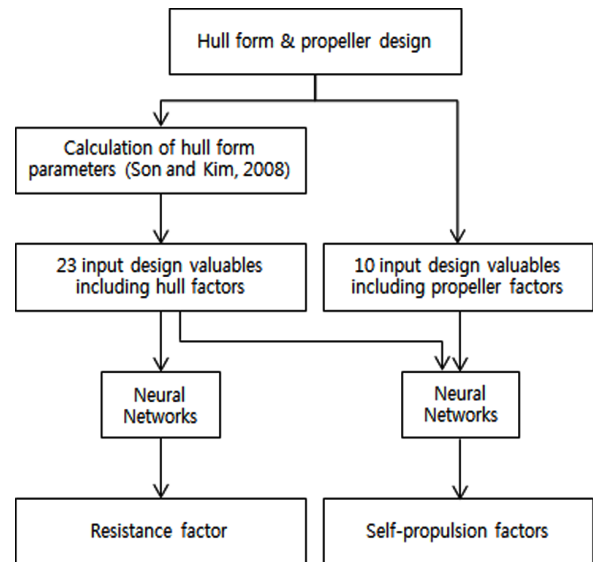 Hull form & propeller design
Calculation of hull form
parameters (Son and Kim, 2008)
23 input design valuables
including hull factors
10 input design valuables
including propeller factors
Neural
Networks
Neural
Networks
Resistance factor
Self-propulsion factors